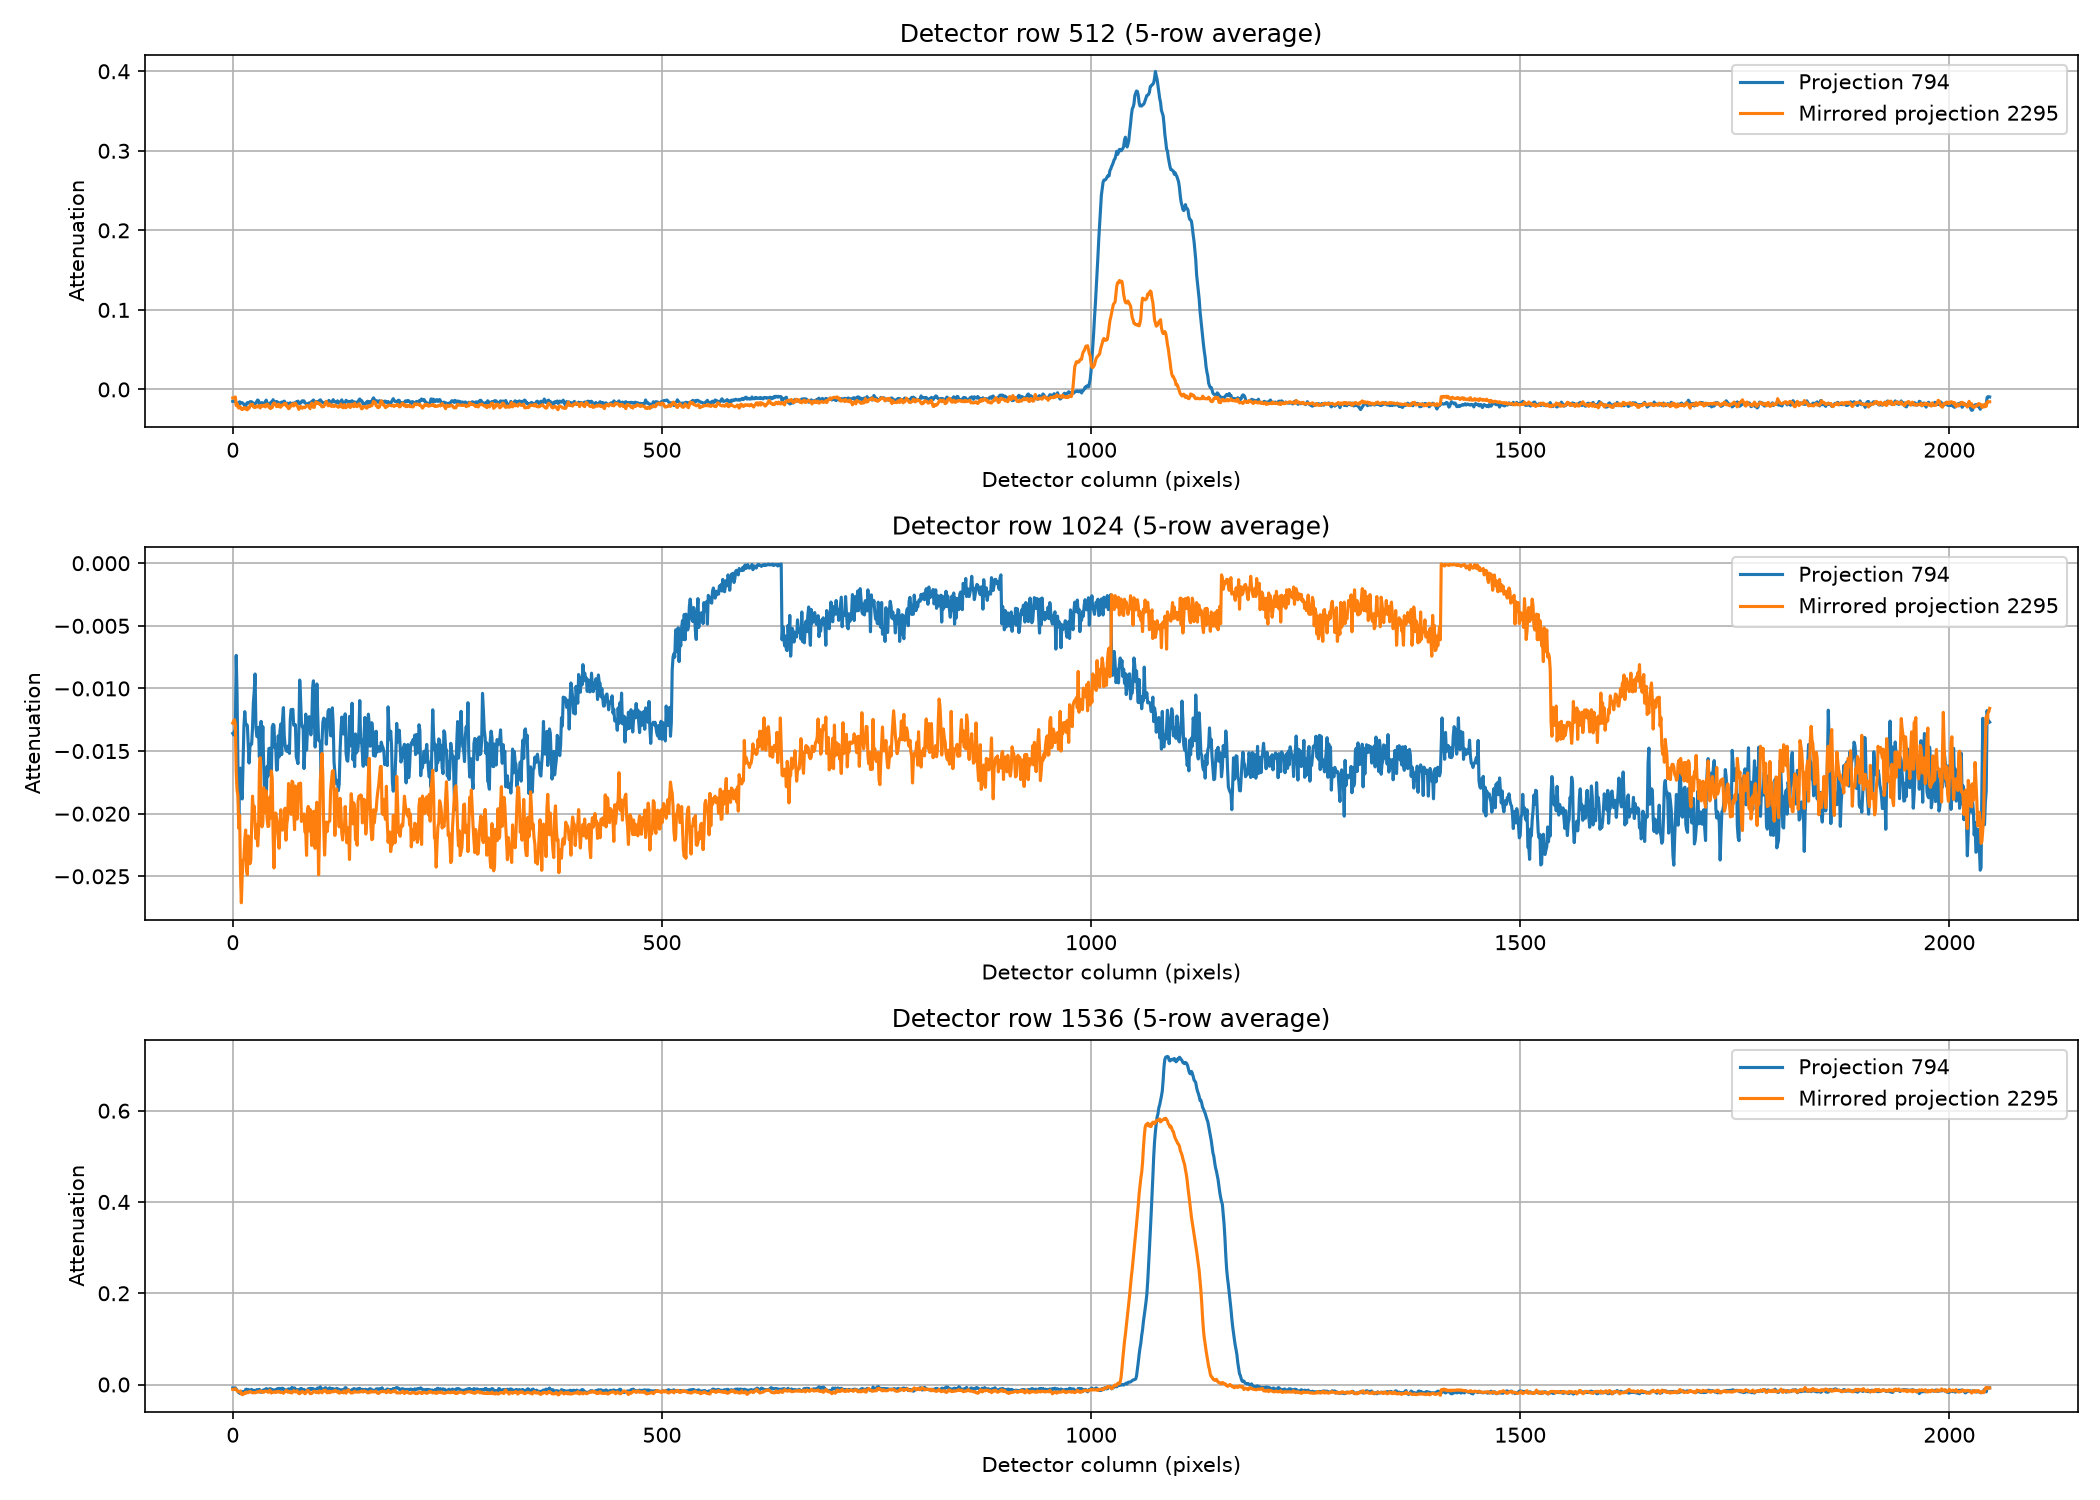 Detector row 512 (5-row average)
0.4
0.3
0.2
0.1
0.0
Attenuation
Projection 794
Mirrored projection 2295
0 500 1000 1500 2000
Detector column (pixels)
Detector row 1024 (5-row average)
0.000
−0.005
−0.010
−0.015
−0.020
−0.025
Attenuation
Projection 794
Mirrored projection 2295
0 500 1000 1500 2000
Detector column (pixels)
Detector row 1536 (5-row average)
0.6
0.4
0.2
0.0
Attenuation
Projection 794
Mirrored projection 2295
0 500 1000 1500 2000
Detector column (pixels)